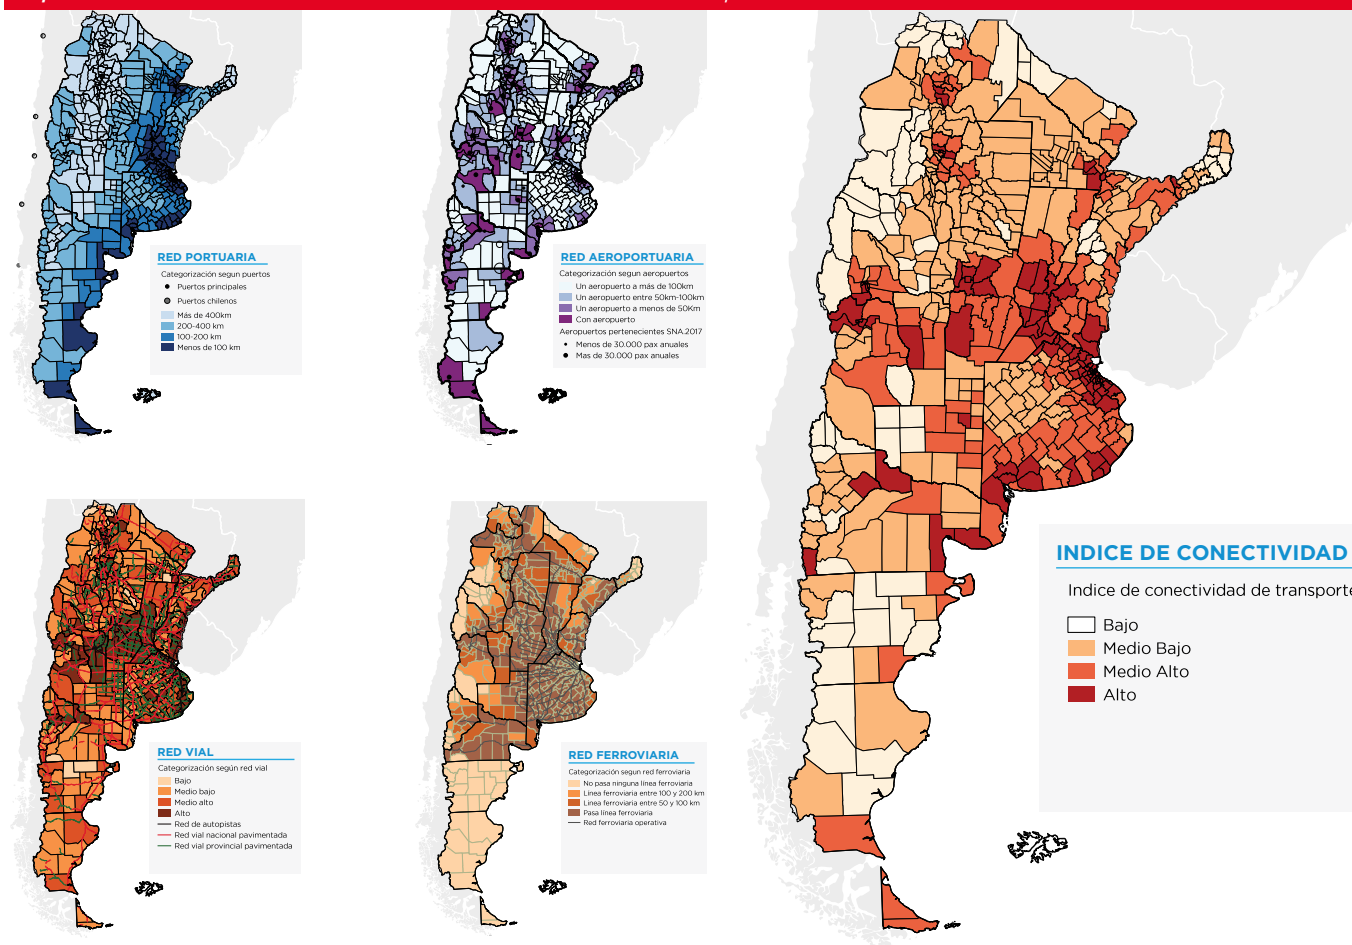 RED PORTUARIA
Categorización segun puertos
Puertos principales
Puertos chilenos
Más de 400km
200-400 km
100-200 km
Menos de 100 km
RED AEROPORTUARIA
Categorización segun aeropuertos
Un aeropuerto a más de 100km
Un aeropuerto entre 50km-100km
Un aeropuerto a menos de 50Km
Con aeropuerto
Aeropuertos pertenecientes SNA.2017
Menos de 30.000 pax anuales
Mas de 30.000 pax anuales
RED VIAL
Categorización según red vial
Bajo
Medio bajo
Medio alto
Alto
Red de autopistas
Red vial nacional pavimentada
Red vial provincial pavimentada
RED FERROVIARIA
Categorización segun red ferroviaria
No pasa ninguna línea ferroviaria
Línea ferroviaria entre 100 y 200 km
Línea ferroviaria entre 50 y 100 km
Pasa línea ferroviaria
Red ferroviaria operativa
INDICE DE CONECTIVIDAD
Indice de conectividad de transporte
Bajo
Medio Bajo
Medio Alto
Alto